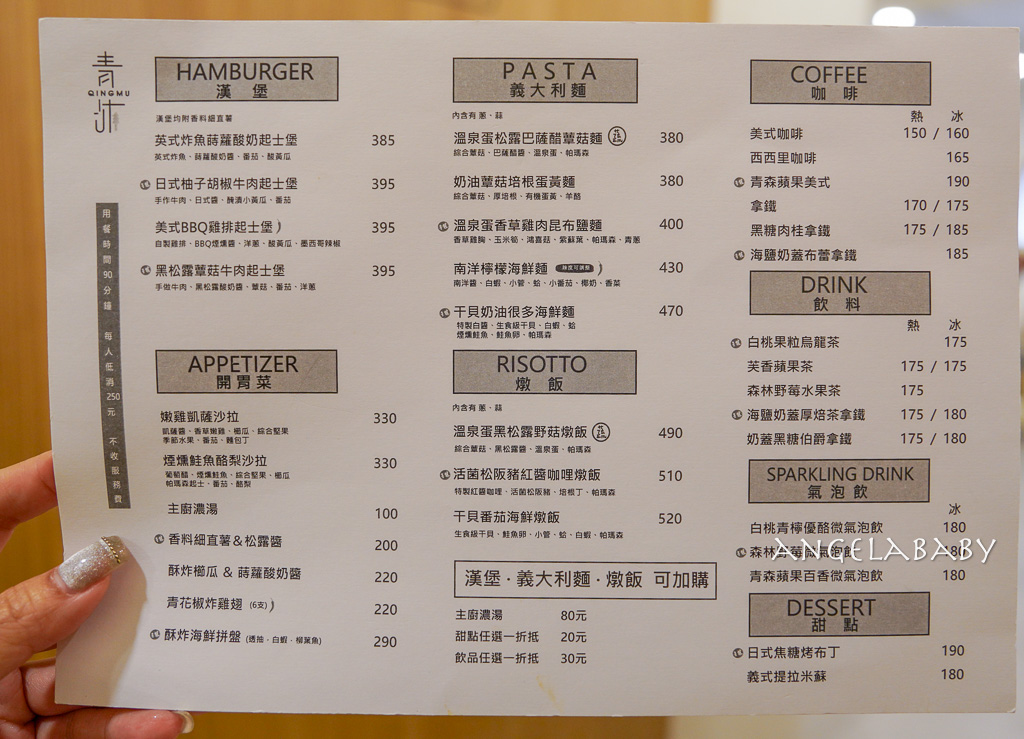 青沐
QINGMU
用餐時間90分鐘 每人低消250元 不收服務費
HAMBURGER
漢堡
漢堡均附香料細直薯
英式炸魚蒔蘿酸奶起士堡 385
英式炸魚、蒔蘿酸奶醬、番茄、酸黃瓜
日式柚子胡椒牛肉起士堡 395
手作牛肉、日式醬、醃漬小黃瓜、番茄
美式BBQ雞排起士堡 395
自製雞排、BBQ煙燻醬、洋蔥、酸黃瓜、墨西哥辣椒
黑松露蕈菇牛肉起士堡 395
手做牛肉、黑松露酸奶醬、蕈菇、番茄、洋蔥
APPETIZER
開胃菜
嫩雞凱薩沙拉 330
凱薩醬、香草嫩雞、櫛瓜、綜合堅果
季節水果、番茄、麵包丁
煙燻鮭魚酪梨沙拉 330
葡萄醋、煙燻鮭魚、綜合堅果、櫛瓜
帕瑪森起士、番茄、酪梨
主廚濃湯 100
香料細直薯&松露醬 200
酥炸櫛瓜 & 蒔蘿酸奶醬 220
青花椒炸雞翅 (6支) 220
酥炸海鮮拼盤 (透抽．白蝦．柳葉魚) 290
PASTA
義大利麵
內含有 蔥、蒜
溫泉蛋松露巴薩醋蕈菇麵 蔬 380
綜合蕈菇、巴薩醋醬、溫泉蛋、帕瑪森
奶油蕈菇培根蛋黃麵 380
綜合蕈菇、厚培根、有機蛋黃、羊酪
溫泉蛋香草雞肉昆布鹽麵 400
香草雞胸、玉米筍、鴻喜菇、紫蘇葉、帕瑪森、青蔥
南洋檸檬海鮮麵 辣度可調整 430
南洋醬、白蝦、小管、蛤、小番茄、椰奶、香菜
干貝奶油很多海鮮麵 470
特製白醬、生食級干貝、白蝦、蛤
煙燻鮭魚、鮭魚卵、帕瑪森
RISOTTO
燉飯
內含有 蔥、蒜
溫泉蛋黑松露野菇燉飯 蔬 490
綜合蕈菇、黑松露醬、溫泉蛋、帕瑪森
活菌松阪豬紅醬咖哩燉飯 510
特製紅醬咖哩、活菌松阪豬、培根丁、帕瑪森
干貝番茄海鮮燉飯 520
生食級干貝、鮭魚卵、小管、蛤、白蝦、帕瑪森
漢堡．義大利麵．燉飯 可加購
主廚濃湯 80元
甜點任選一折抵 20元
飲品任選一折抵 30元
COFFEE
咖啡
熱 冰
美式咖啡 150 / 160
西西里咖啡 165
青森蘋果美式 190
拿鐵 170 / 175
黑糖肉桂拿鐵 175 / 185
海鹽奶蓋布蕾拿鐵 185
DRINK
飲料
熱 冰
白桃果粒烏龍茶 175
芙香蘋果茶 175 / 175
森林野莓水果茶 175
海鹽奶蓋厚焙茶拿鐵 175 / 180
奶蓋黑糖伯爵拿鐵 175 / 180
SPARKLING DRINK
氣泡飲
冰
白桃青檸優酪微氣泡飲 180
森林野莓微氣泡飲 180
ANGELABABY
青森蘋果百香微氣泡飲 180
DESSERT
甜點
日式焦糖烤布丁 190
義式提拉米蘇 180